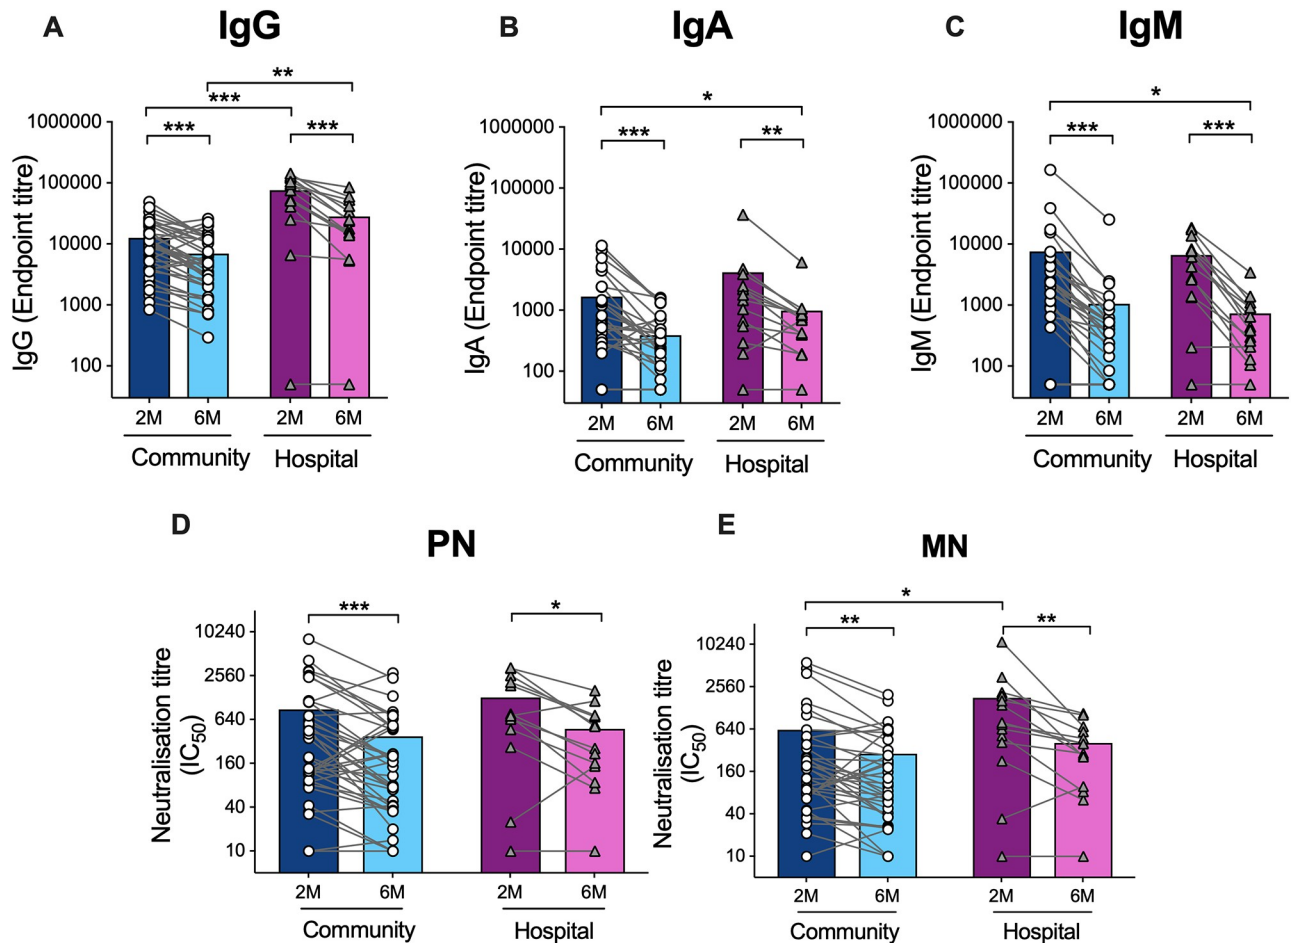 A IgG
**
***
*** ***
IgG (Endpoint titre)
1000000
100000
10000
1000
100
2M 6M 2M 6M
Community Hospital
B IgA
*
*** **
IgA (Endpoint titre)
1000000
100000
10000
1000
100
2M 6M 2M 6M
Community Hospital
C IgM
*
*** ***
IgM (Endpoint titre)
1000000
100000
10000
1000
100
2M 6M 2M 6M
Community Hospital
D PN
*** *
Neutralisation titre
(IC50)
10240
2560
640
160
40
10
2M 6M 2M 6M
Community Hospital
E MN
*
** **
Neutralisation titre
(IC50)
10240
2560
640
160
40
10
2M 6M 2M 6M
Community Hospital